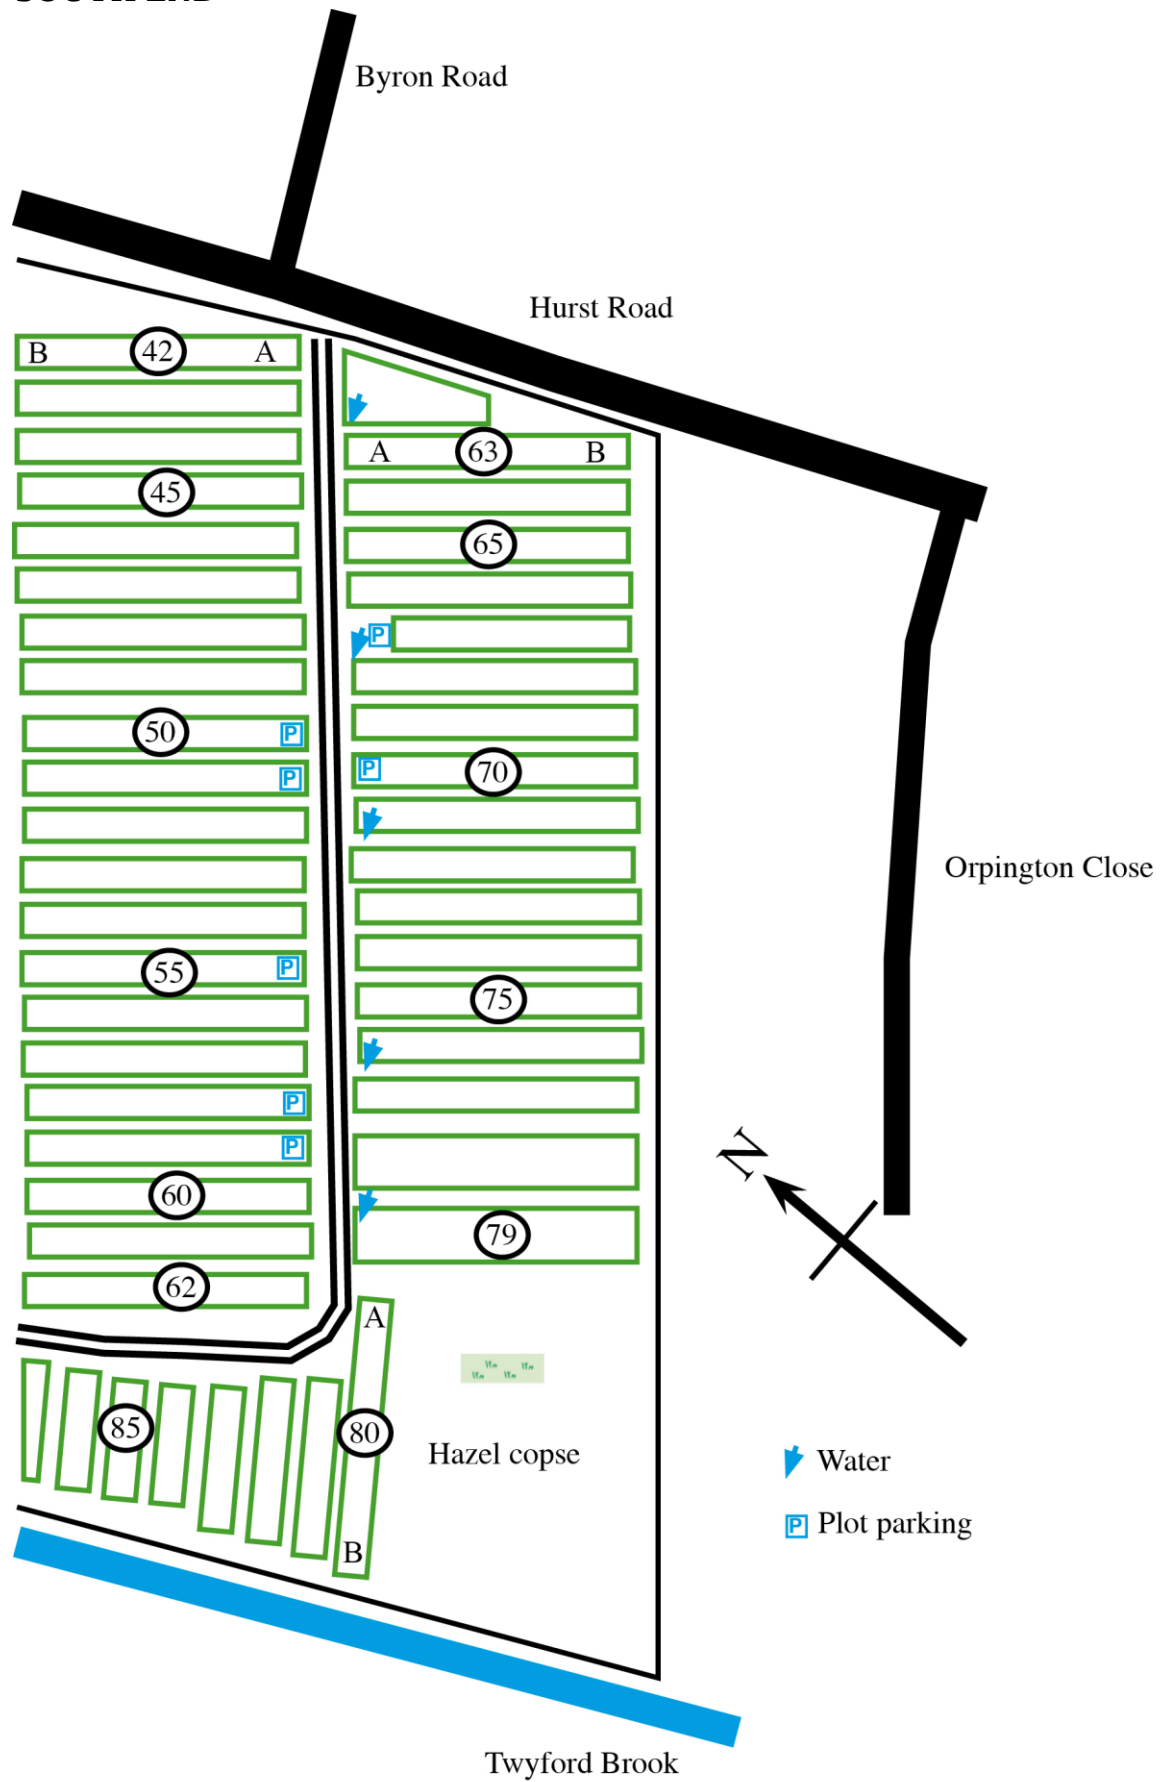 Byron Road
Hurst Road
B 42 A
A 63 B
45
65
P
50 P
P 70
P
Orpington Close
55 P
75
P
N
P
60
79
62
A
85
80
Hazel copse
Water
P Plot parking
B
Twyford Brook